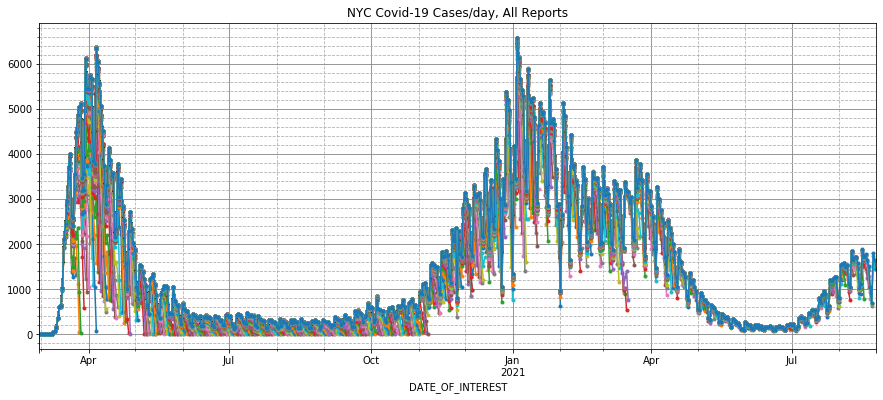 NYC Covid-19 Cases/day, All Reports
6000
5000
4000
3000
2000
1000
0
Apr Jul Oct Jan Apr Jul
2021
DATE_OF_INTEREST